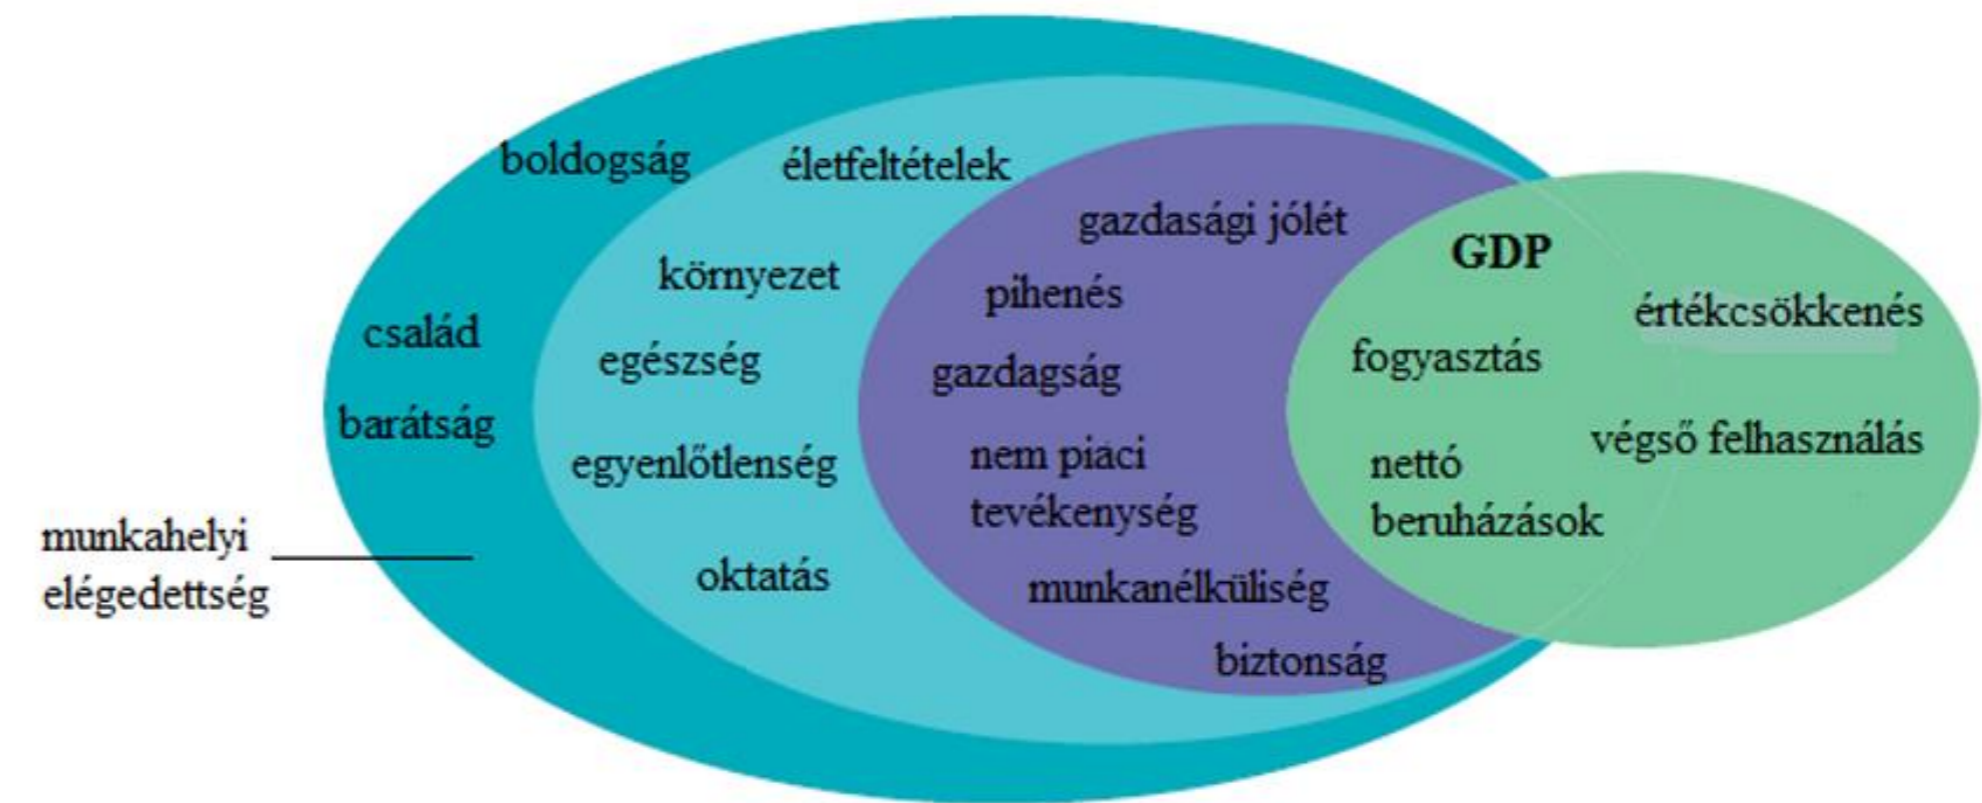 boldogság
család
barátság
munkahelyi
elégedettség
életfeltételek
környezet
egészség
egyenlőtlenség
oktatás
gazdasági jólét
pihenés
gazdagság
nem piaci
tevékenység
munkanélküliség
biztonság
GDP
fogyasztás
nettó
beruházások
értékcsökkenés
végső felhasználás